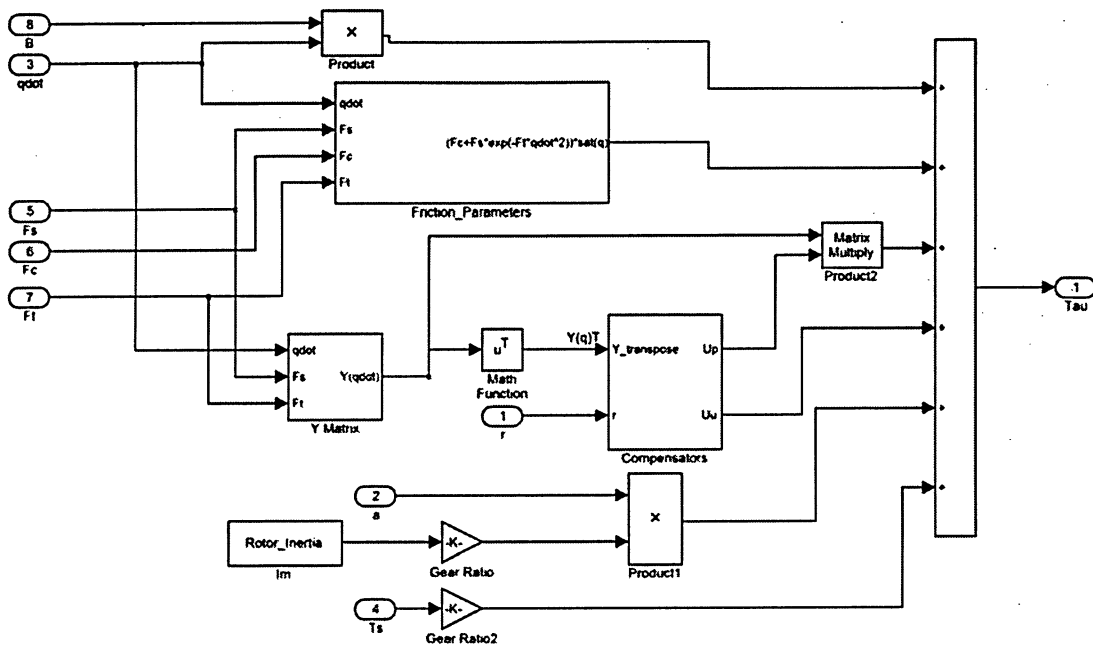 8
B
3
qdot
×
Product
qdot
Fs
Fc
Ft
(Fc+Fs*exp(-Ft*qdot^2))*sat(q)
Friction_Parameters
5
Fs
6
Fc
7
Ft
Matrix
Multiply
Product2
1
Tau
qdot
Fs
Ft
Y(qdot)
Y Matrix
u^T
Math
Function
Y(q)T
Y_transpose
r
Up
Uu
Compensators
1
r
2
a
×
Product1
Rotor_Inertia
Im
-K-
Gear Ratio
4
Ts
-K-
Gear Ratio2